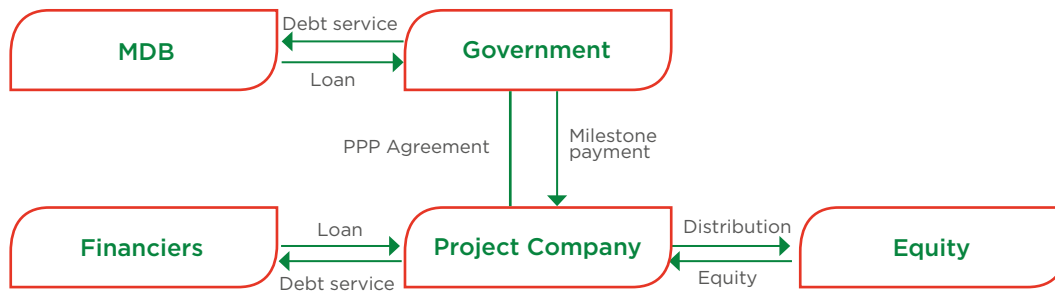 Debt service
MDB
Government
Loan
PPP Agreement
Milestone
payment
Loan
Distribution
Financiers
Project Company
Equity
Debt service
Equity